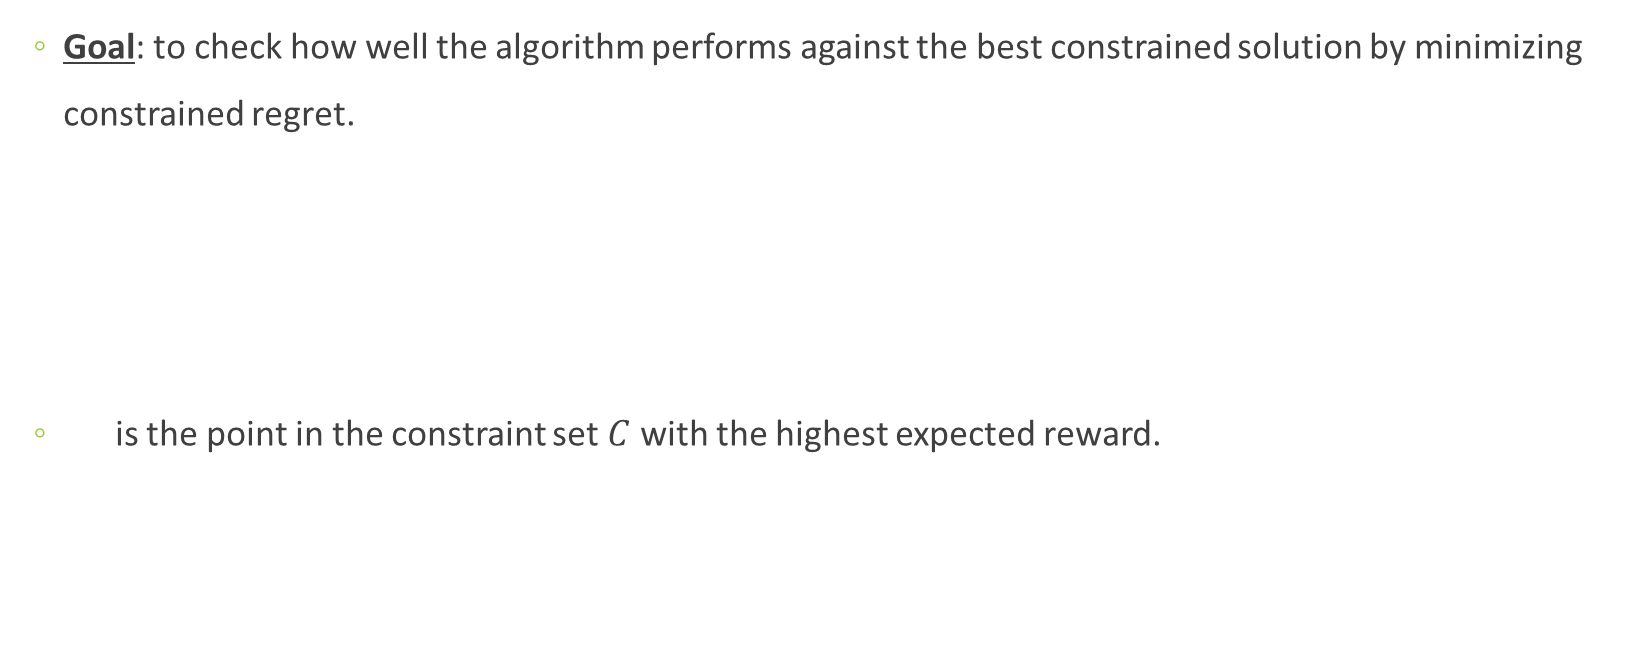 ◦ Goal: to check how well the algorithm performs against the best constrained solution by minimizing
constrained regret.
◦ is the point in the constraint set C with the highest expected reward.